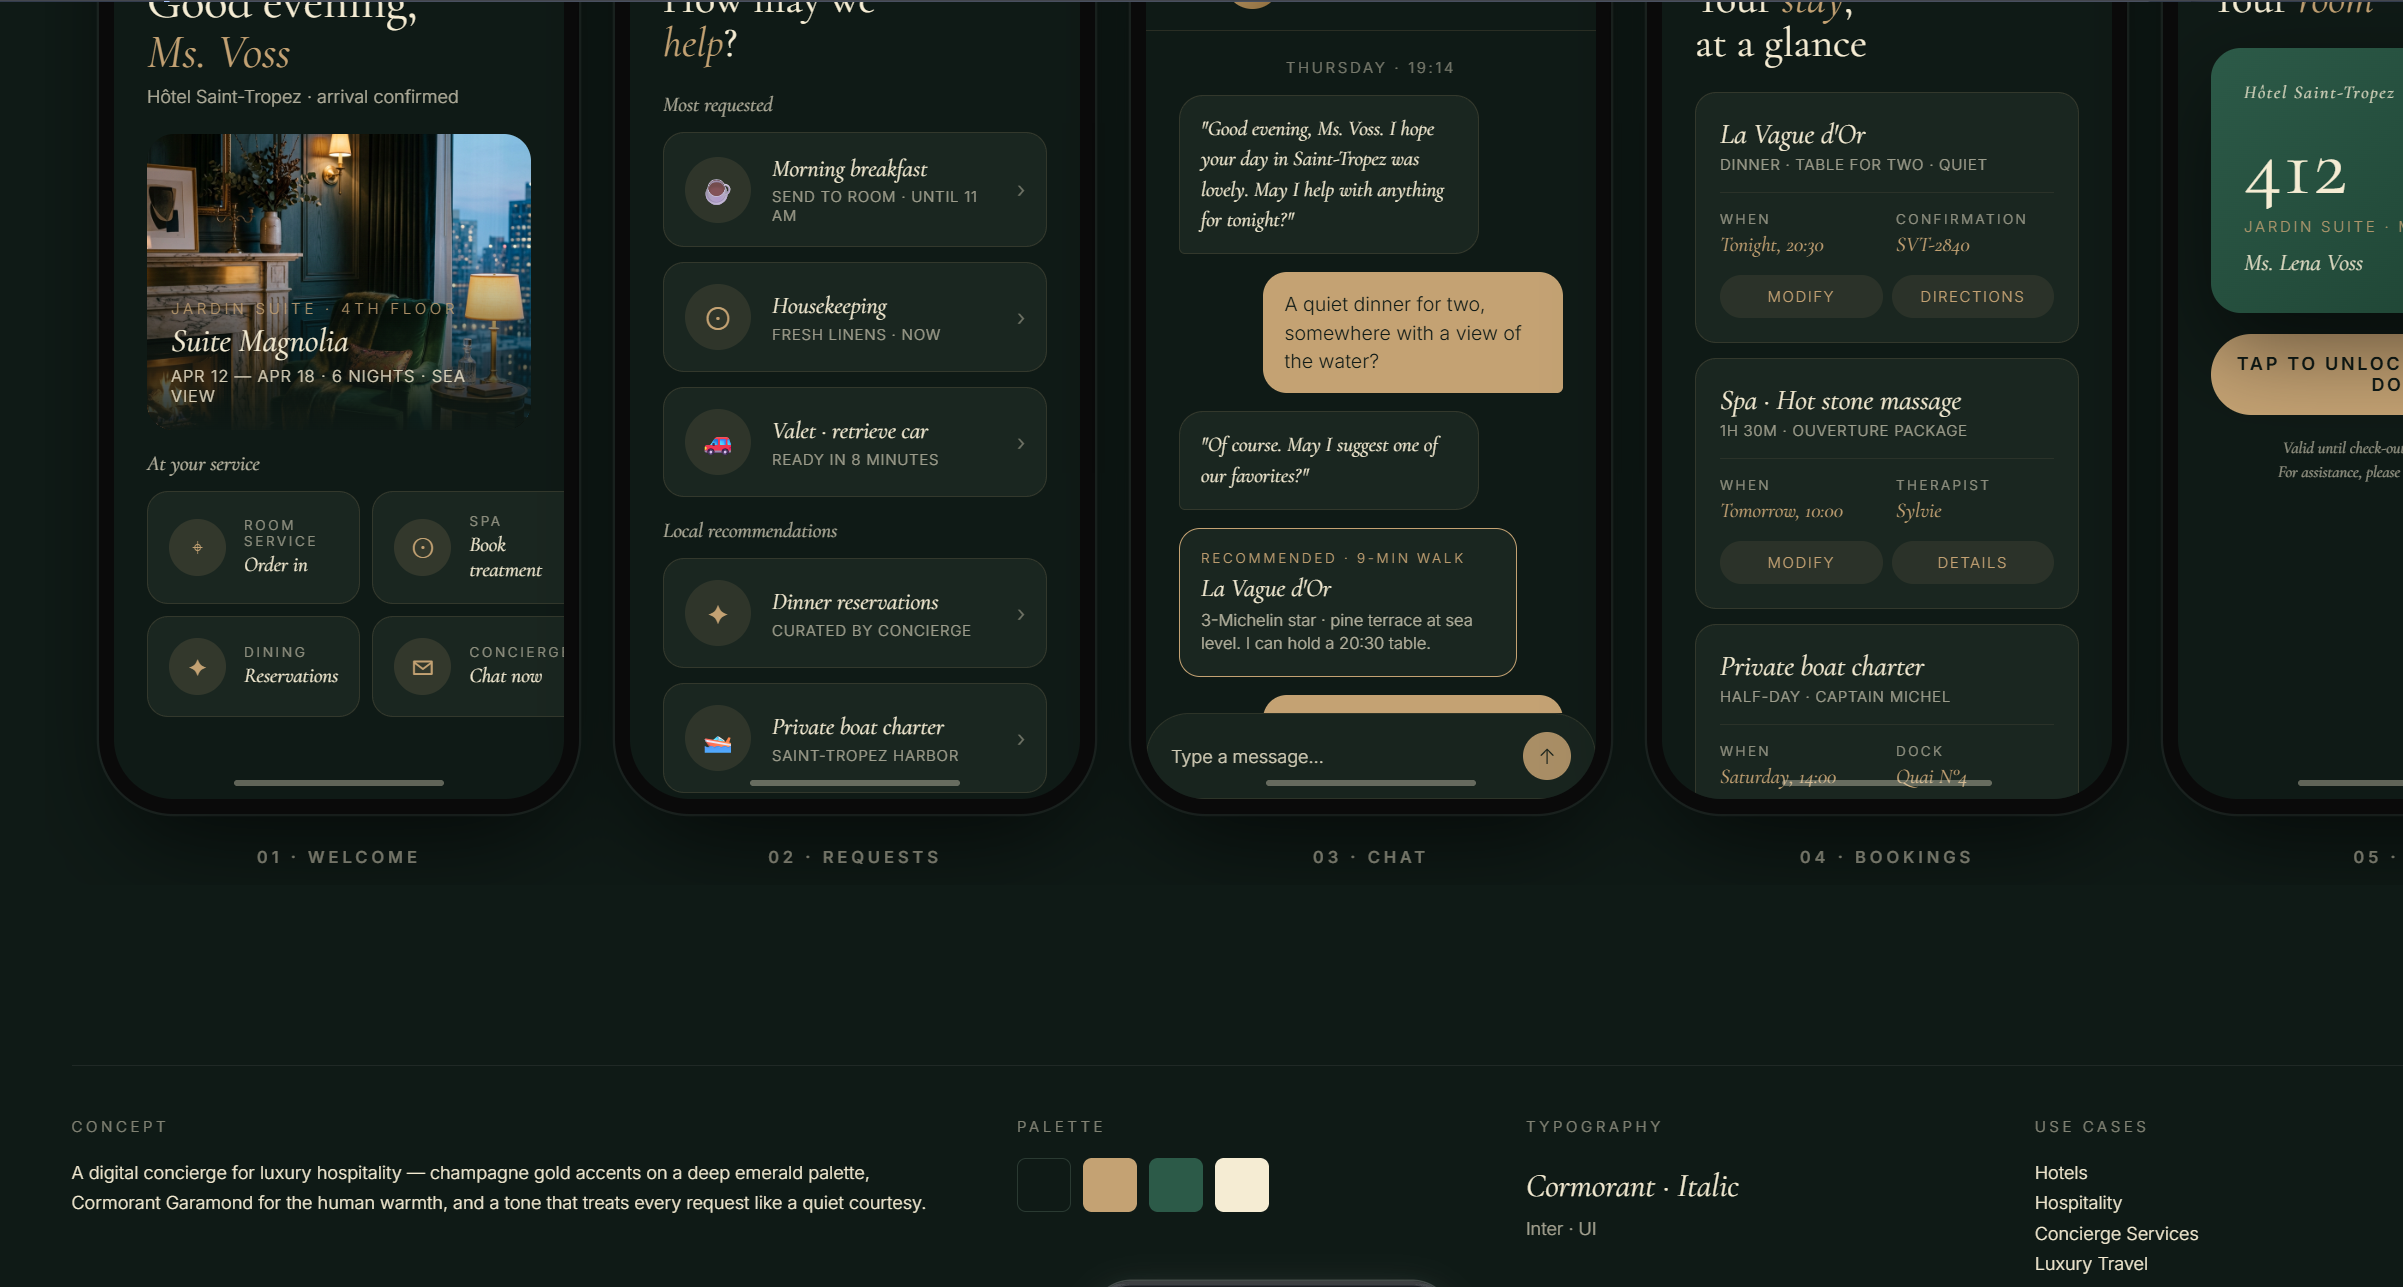 Good evening,
Ms. Voss
Hôtel Saint-Tropez · arrival confirmed
JARDIN SUITE · 4TH FLOOR
Suite Magnolia
APR 12 — APR 18 · 6 NIGHTS · SEA
VIEW
At your service
ROOM
SERVICE
Order in
SPA
Book
treatment
DINING
Reservations
CONCIERGE
Chat now
01 · WELCOME
How may we
help?
Most requested
Morning breakfast
SEND TO ROOM · UNTIL 11
AM
Housekeeping
FRESH LINENS · NOW
Valet · retrieve car
READY IN 8 MINUTES
Local recommendations
Dinner reservations
CURATED BY CONCIERGE
Private boat charter
SAINT-TROPEZ HARBOR
02 · REQUESTS
THURSDAY · 19:14
"Good evening, Ms. Voss. I hope
your day in Saint-Tropez was
lovely. May I help with anything
for tonight?"
A quiet dinner for two,
somewhere with a view of
the water?
"Of course. May I suggest one of
our favorites?"
RECOMMENDED · 9-MIN WALK
La Vague d'Or
3-Michelin star · pine terrace at sea
level. I can hold a 20:30 table.
Type a message...
03 · CHAT
Your stay,
at a glance
La Vague d'Or
DINNER · TABLE FOR TWO · QUIET
WHEN
Tonight, 20:30
CONFIRMATION
SVT-2840
MODIFY
DIRECTIONS
Spa · Hot stone massage
1H 30M · OUVERTURE PACKAGE
WHEN
Tomorrow, 10:00
THERAPIST
Sylvie
MODIFY
DETAILS
Private boat charter
HALF-DAY · CAPTAIN MICHEL
WHEN
Saturday, 14:00
DOCK
Quai N°4
04 · BOOKINGS
Your room
Hôtel Saint-Tropez
412
JARDIN SUITE ·
Ms. Lena Voss
TAP TO UNLOC
DO
Valid until check-out
For assistance, please
05 ·
CONCEPT
A digital concierge for luxury hospitality — champagne gold accents on a deep emerald palette,
Cormorant Garamond for the human warmth, and a tone that treats every request like a quiet courtesy.
PALETTE
TYPOGRAPHY
Cormorant · Italic
Inter · UI
USE CASES
Hotels
Hospitality
Concierge Services
Luxury Travel